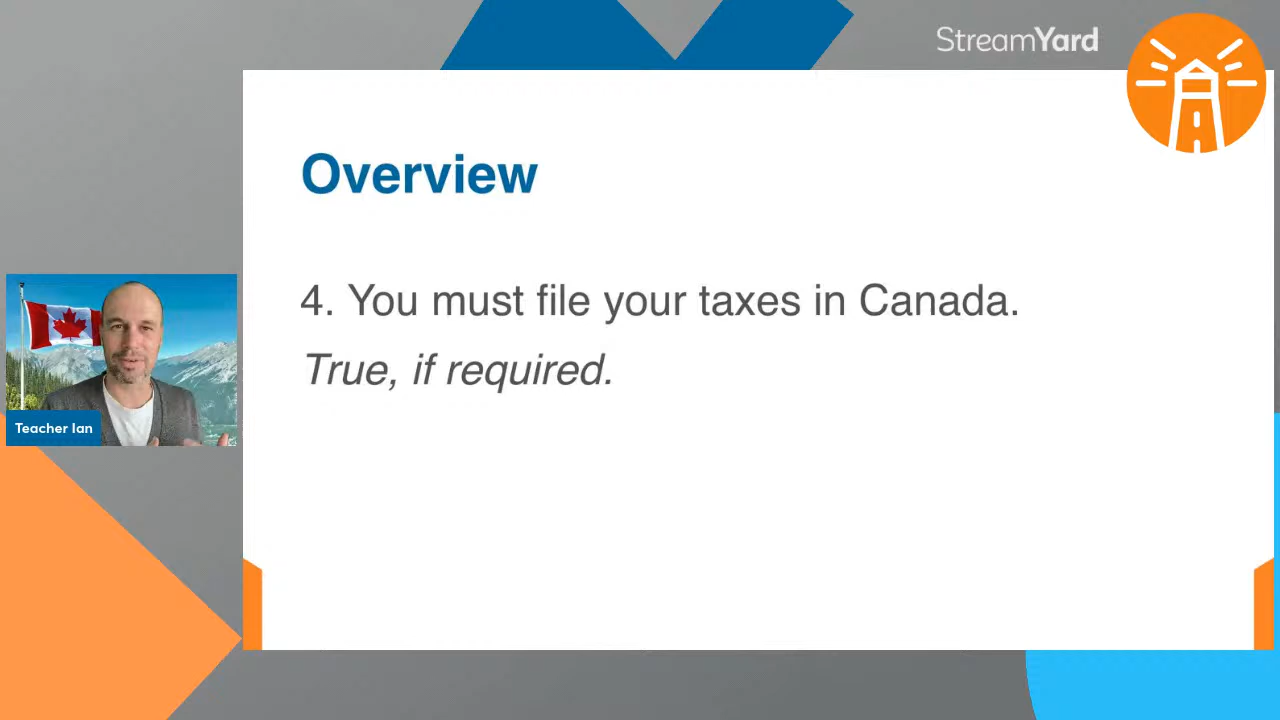 StreamYard
Overview
4. You must file your taxes in Canada.
True, if required.
Teacher Ian